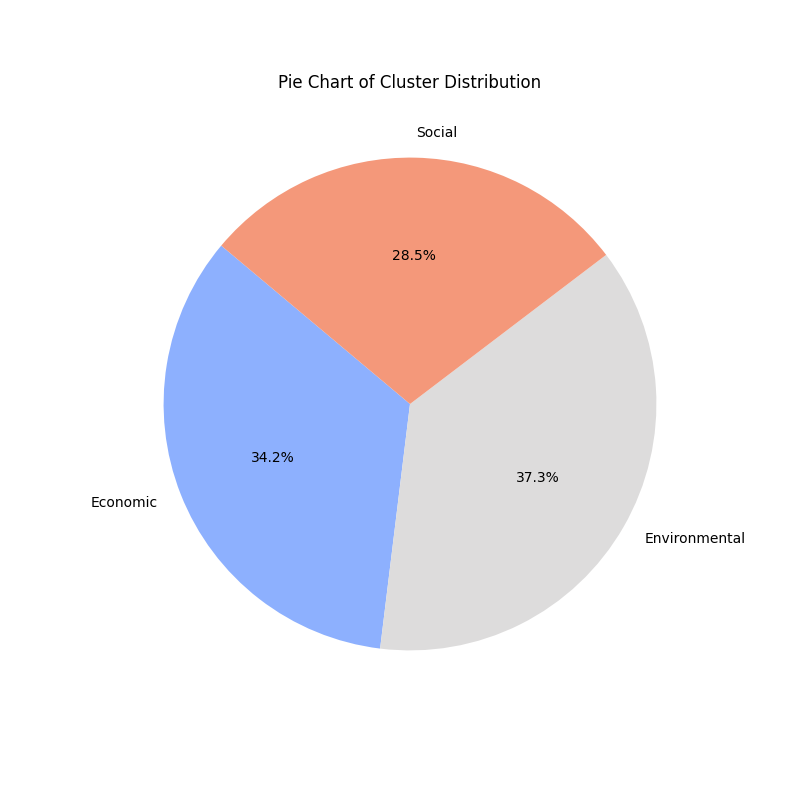 Pie Chart of Cluster Distribution
Social
28.5%
34.2%
37.3%
Economic
Environmental